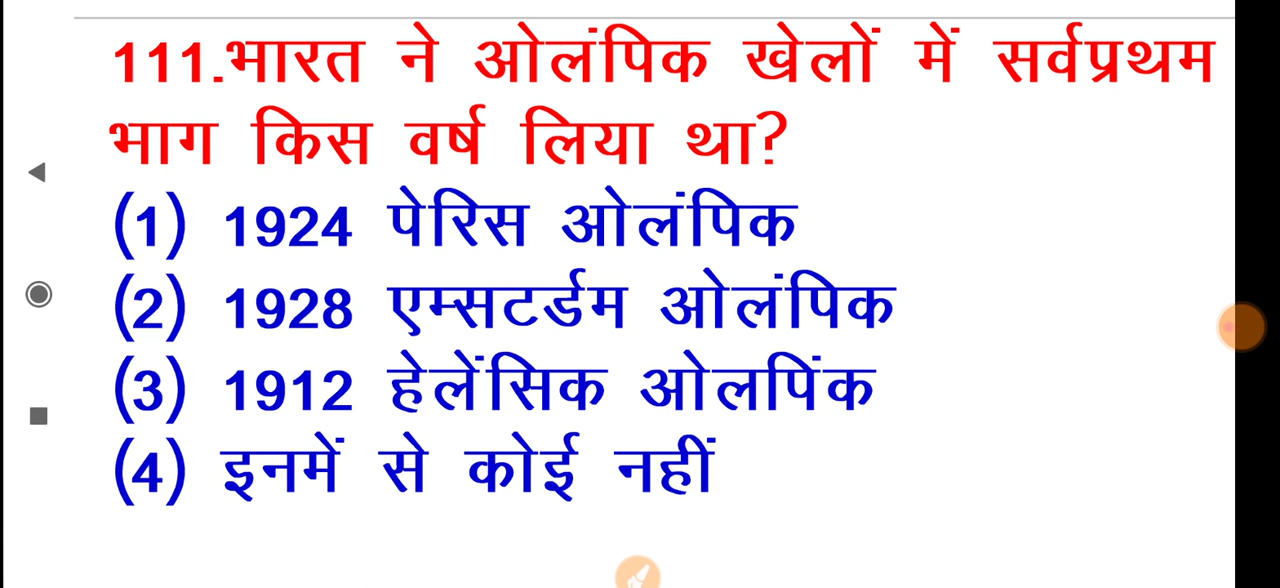 111.भारत ने ओलंपिक खेलों में सर्वप्रथम
भाग किस वर्ष लिया था?
(1) 1924 पेरिस ओलंपिक
(2) 1928 एम्सटर्डम ओलंपिक
(3) 1912 हेलेंसिक ओलपिंक
(4) इनमें से कोई नहीं